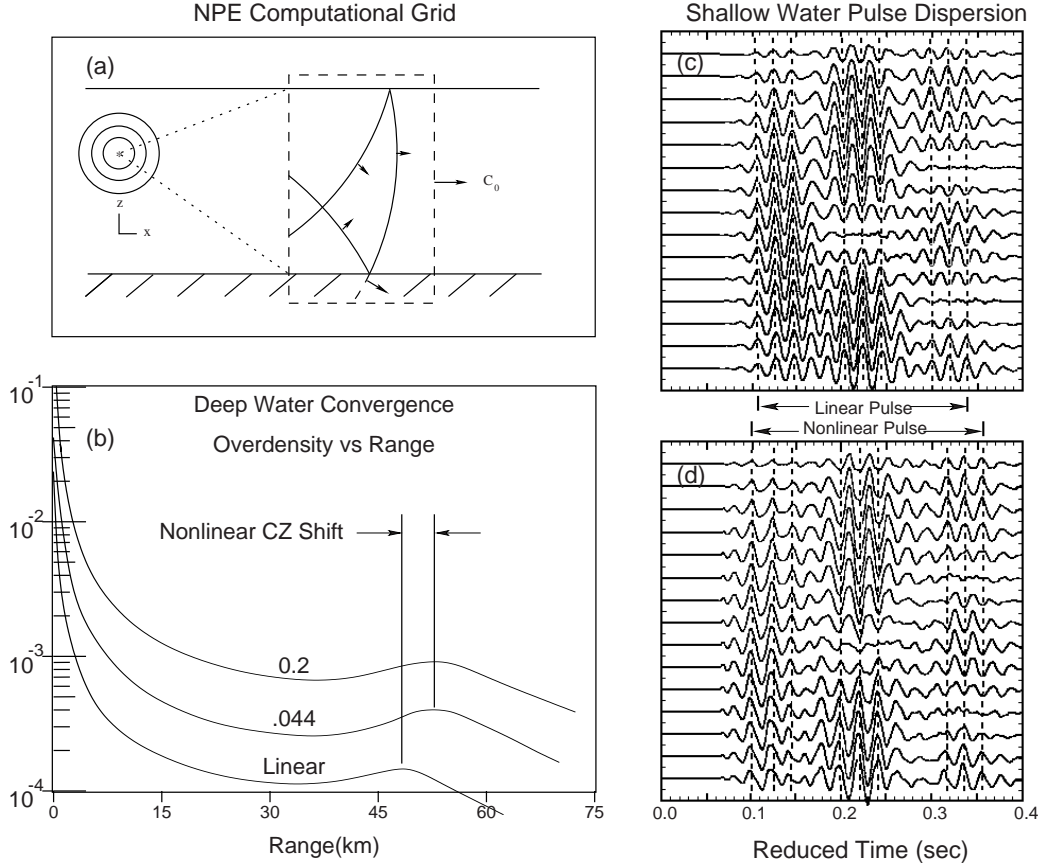 NPE Computational Grid
(a)
*
z
x
C₀
Deep Water Convergence
(b)
Overdensity vs Range
Nonlinear CZ Shift
0.2
.044
Linear
10⁻¹
10⁻²
10⁻³
10⁻⁴
0 15 30 45 60 75
Range(km)
Shallow Water Pulse Dispersion
(c)
Linear Pulse
Nonlinear Pulse
(d)
0.0 0.1 0.2 0.3 0.4
Reduced Time (sec)